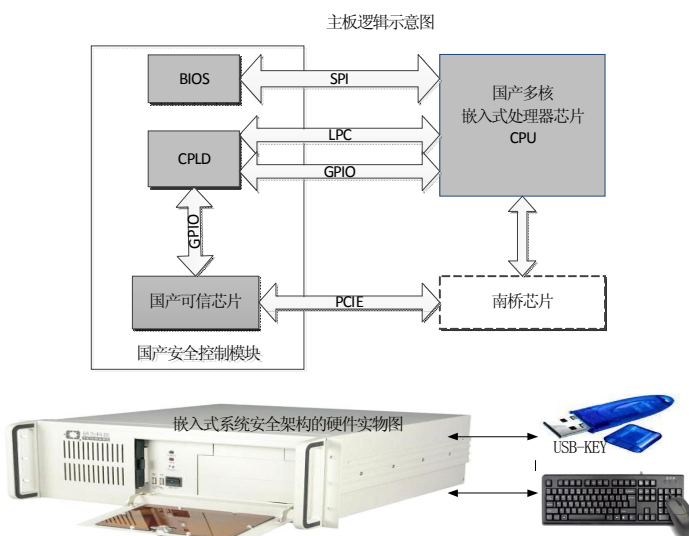 主板逻辑示意图
BIOS
SPI
国产多核
嵌入式处理器芯片
CPU
LPC
CPLD
GPIO
GPIO
国产可信芯片
PCIE
南桥芯片
国产安全控制模块
嵌入式系统安全架构的硬件实物图
USB-KEY